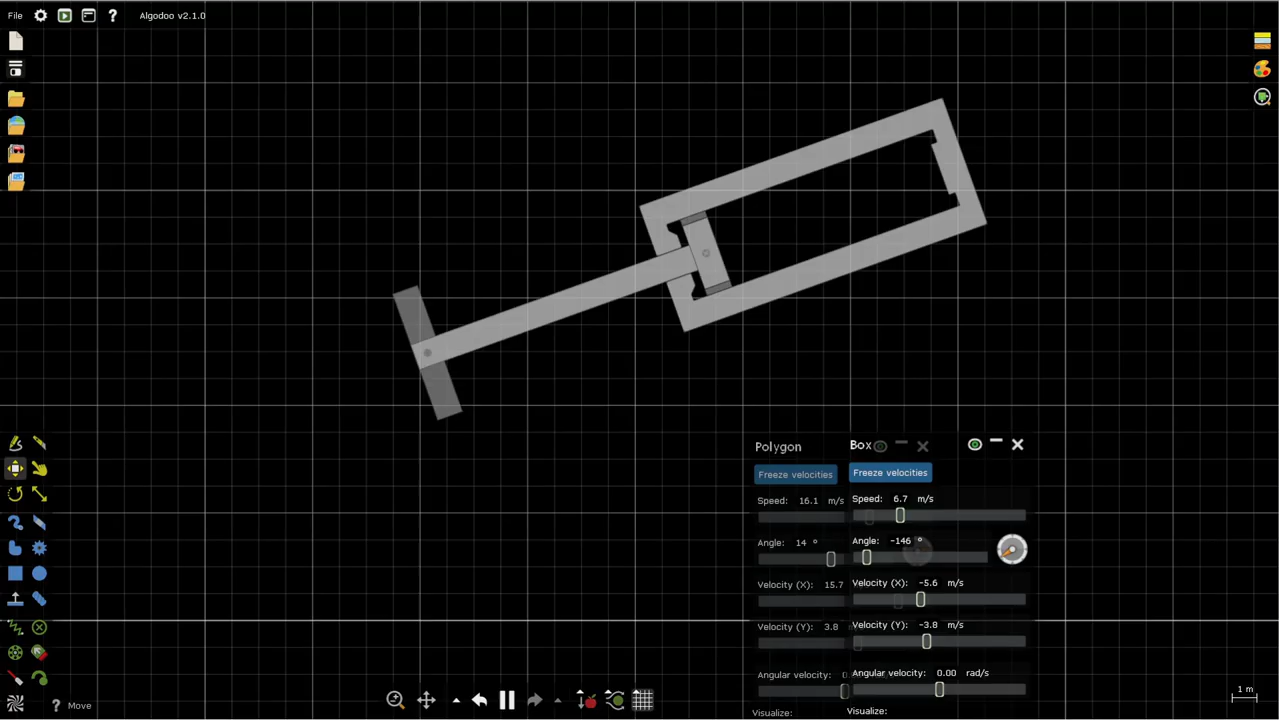 File
?
Algodoo v2.1.0
Polygon
Box
Freeze velocities
Freeze velocities
Speed: 16.1 m/s
Speed: 6.7 m/s
Angle: 14 °
Angle: -146 °
Velocity (X): 15.7
Velocity (X): -5.6 m/s
Velocity (Y): 3.8
Velocity (Y): -3.8 m/s
Angular velocity:
Angular velocity: 0.00 rad/s
Visualize:
Visualize:
? Move
1 m